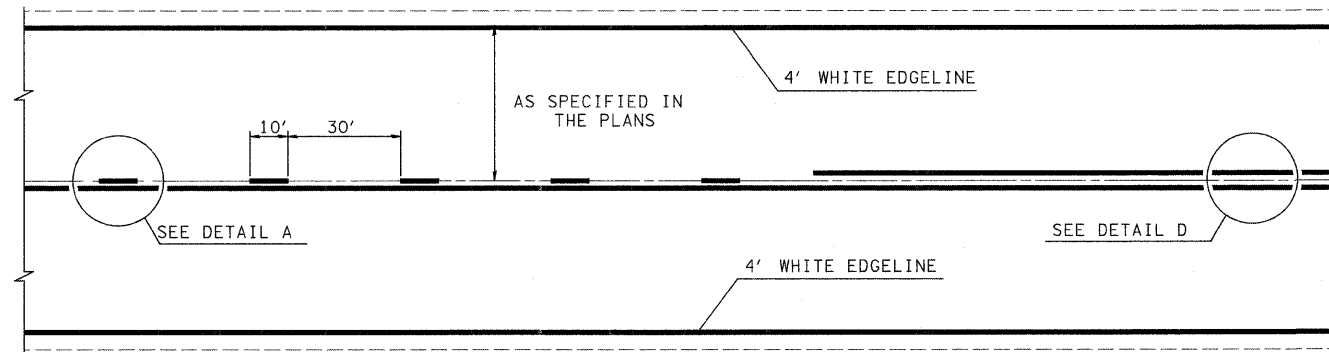 4' WHITE EDGELINE
AS SPECIFIED IN
THE PLANS
10' 30'
SEE DETAIL A
SEE DETAIL D
4' WHITE EDGELINE